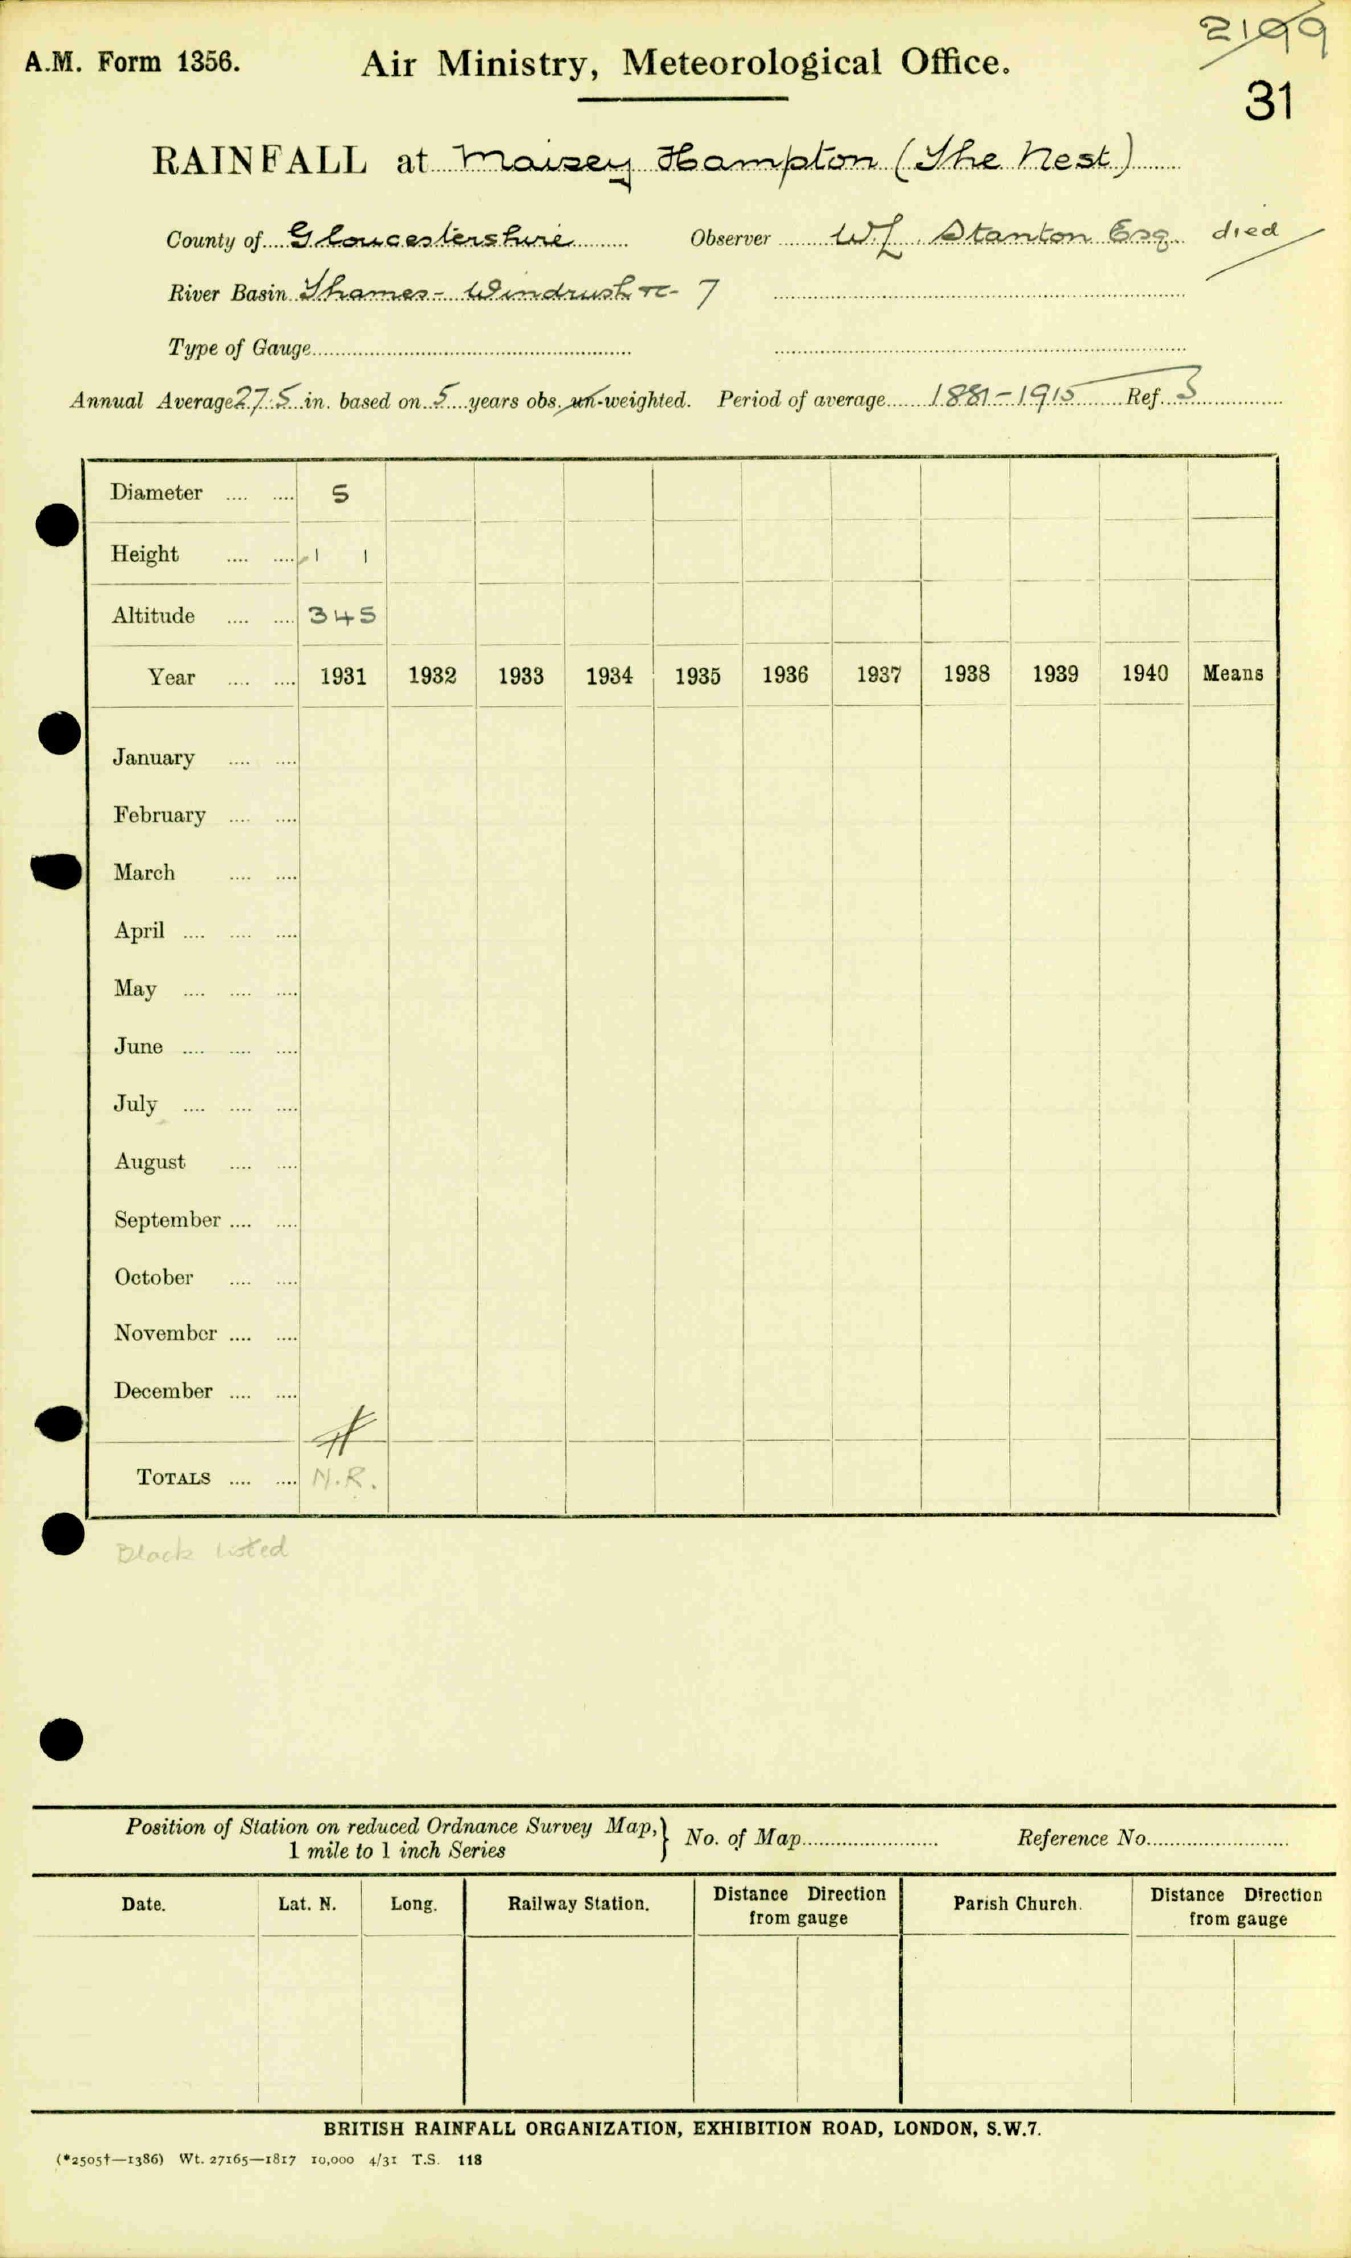 2199
A.M. Form 1356. Air Ministry, Meteorological Office.
31
RAINFALL at Maisey Hampton (The Nest)
County of Gloucestershire Observer W.L. Stanton Esq died
River Basin Thames - Windrush 7
Type of Gauge
Annual Average 27.5 in. based on 5 years obs. un-weighted. Period of average 1881-1915 Ref. 3
Diameter .... .... 5
Height .... .... 1 1
Altitude .... .... 345
Year .... .... 1931 1932 1933 1934 1935 1936 1937 1938 1939 1940 Means
January .... ....
February .... ....
March .... ....
April .... .... ....
May .... .... ....
June .... .... ....
July .... .... ....
August .... ....
September .... ....
October .... ....
November .... ....
December .... ....
TOTALS .... .... N.R.
Black listed
Position of Station on reduced Ordnance Survey Map,} No. of Map Reference No.
1 mile to 1 inch Series
Date. Lat. N. Long. Railway Station. Distance Direction from gauge Parish Church. Distance Direction from gauge
BRITISH RAINFALL ORGANIZATION, EXHIBITION ROAD, LONDON, S.W.7.
(*2505†—1386) Wt. 27165—1817 10,000 4/31 T.S. 118